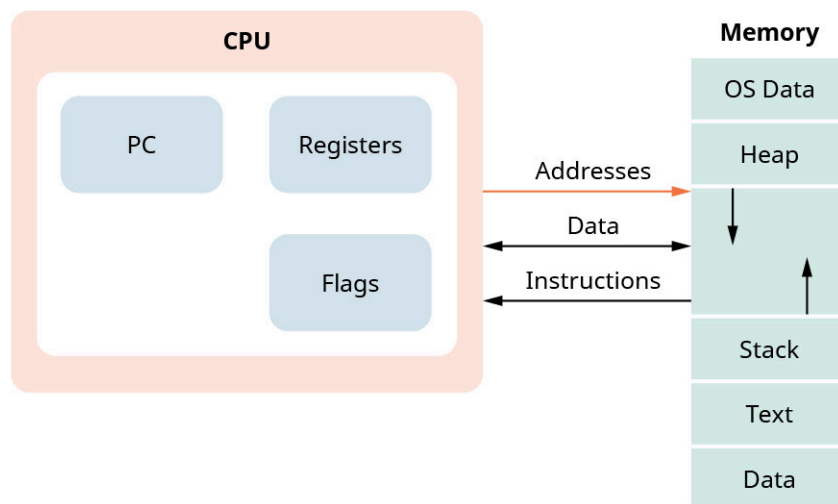 CPU
PC
Registers
Flags
Addresses
Data
Instructions
Memory
OS Data
Heap
Stack
Text
Data